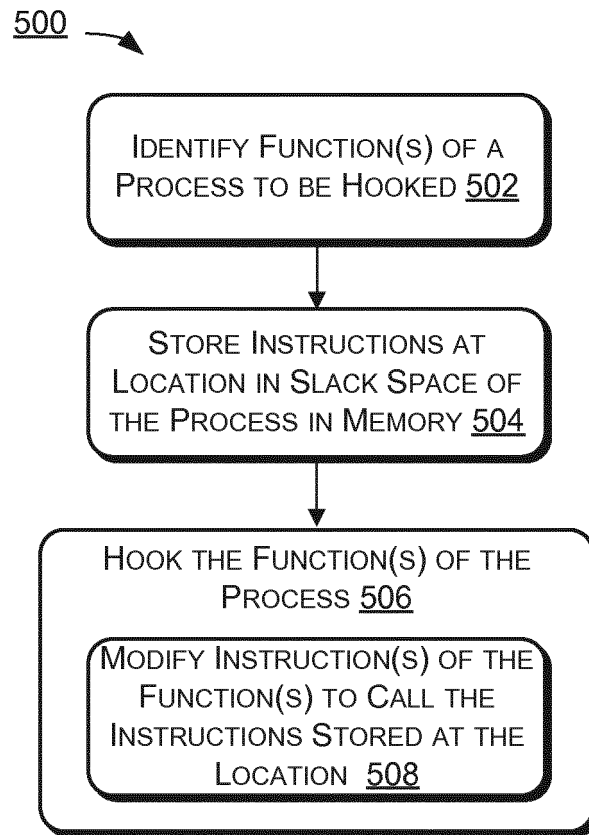 500
IDENTIFY FUNCTION(S) OF A
PROCESS TO BE HOOKED 502
STORE INSTRUCTIONS AT
LOCATION IN SLACK SPACE OF
THE PROCESS IN MEMORY 504
HOOK THE FUNCTION(S) OF THE
PROCESS 506
MODIFY INSTRUCTION(S) OF THE
FUNCTION(S) TO CALL THE
INSTRUCTIONS STORED AT THE
LOCATION 508